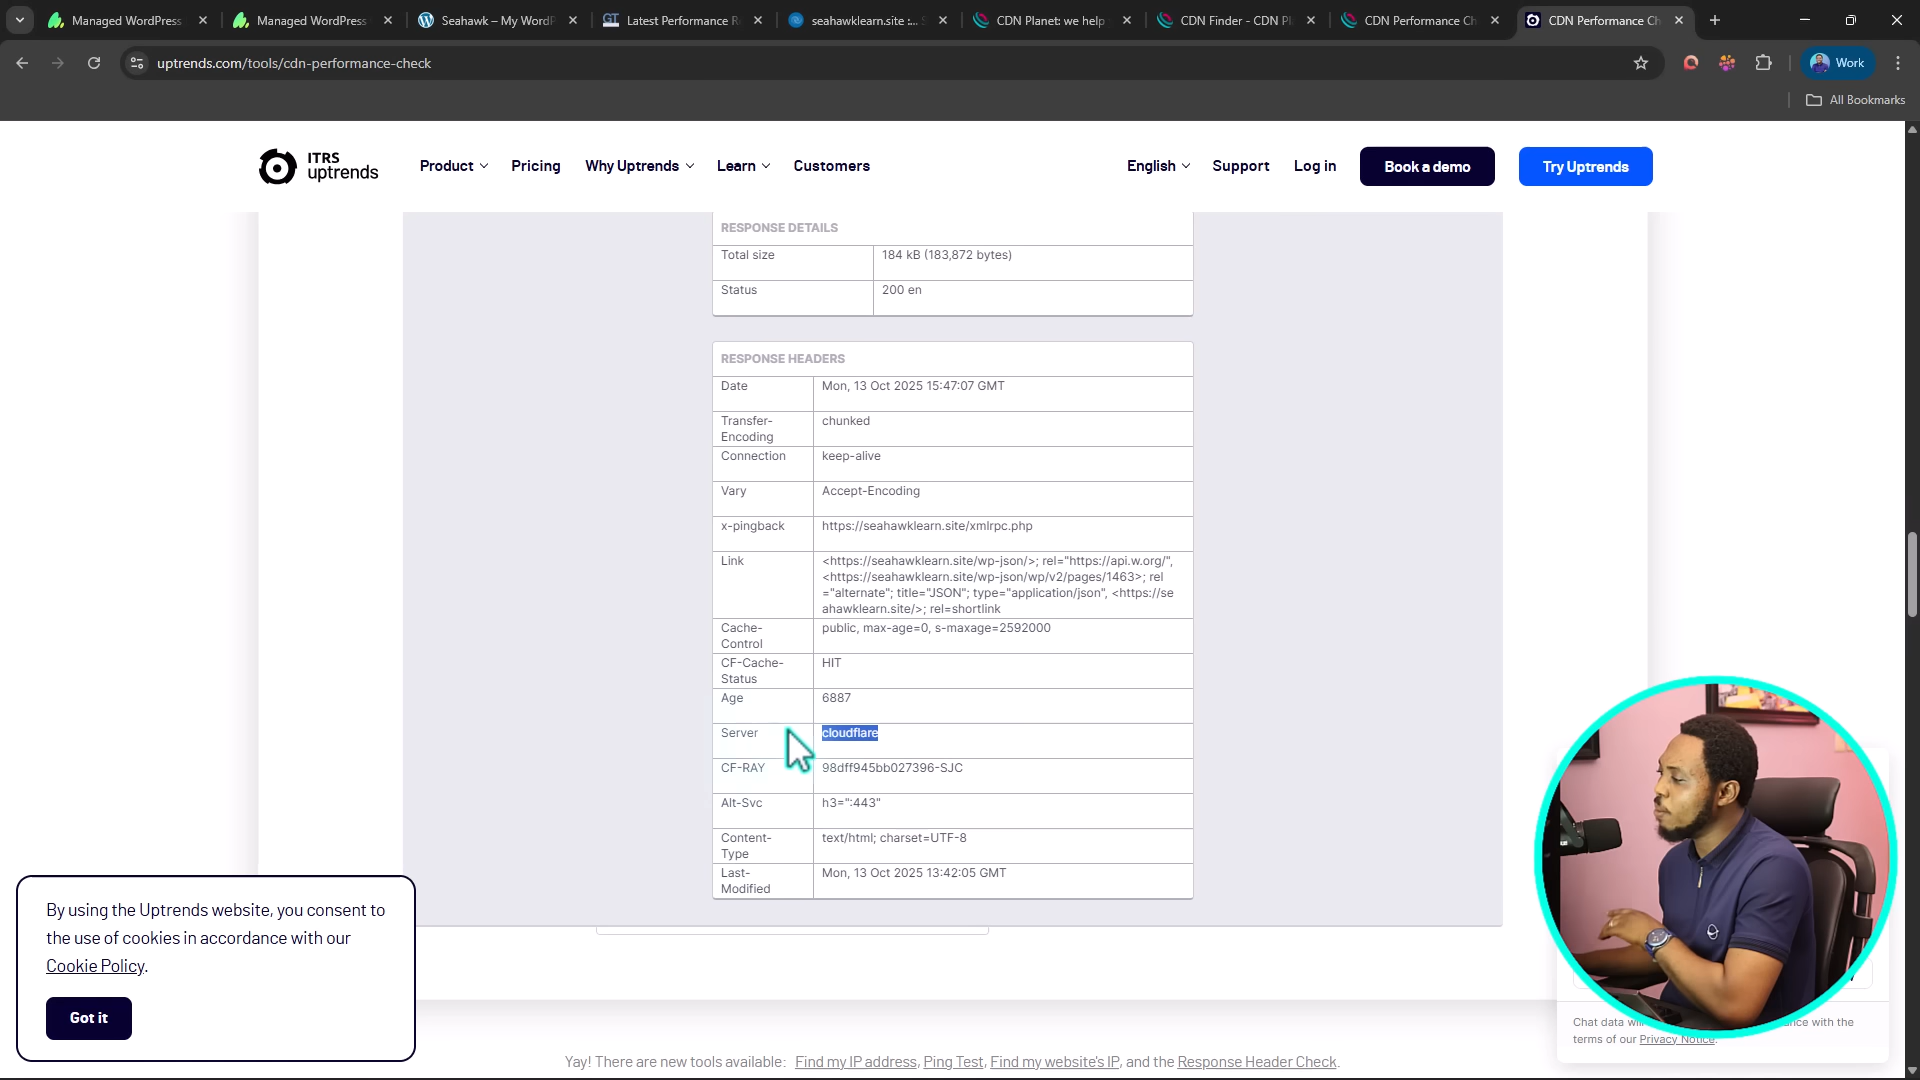 Managed WordPress
Managed WordPress
Seahawk – My WordP
GT Latest Performance R
seahawklearn.site :...
CDN Planet: we help
CDN Finder - CDN Pl
CDN Performance Ch
CDN Performance Ch
uptrends.com/tools/cdn-performance-check
Work
All Bookmarks
ITRS
uptrends
Product
Pricing
Why Uptrends
Learn
Customers
English
Support
Log in
Book a demo
Try Uptrends
RESPONSE DETAILS
Total size 184 kB (183,872 bytes)
Status 200 en
RESPONSE HEADERS
Date Mon, 13 Oct 2025 15:47:07 GMT
Transfer- chunked
Encoding
Connection keep-alive
Vary Accept-Encoding
x-pingback https://seahawklearn.site/xmlrpc.php
Link <https://seahawklearn.site/wp-json/>; rel="https://api.w.org/",
<https://seahawklearn.site/wp-json/wp/v2/pages/1463>; rel
="alternate"; title="JSON"; type="application/json", <https://se
ahawklearn.site/>; rel=shortlink
Cache- public, max-age=0, s-maxage=2592000
Control
CF-Cache- HIT
Status
Age 6887
Server cloudflare
CF-RAY 98dff945bb027396-SJC
Alt-Svc h3=":443"
Content- text/html; charset=UTF-8
Type
Last- Mon, 13 Oct 2025 13:42:05 GMT
Modified
By using the Uptrends website, you consent to
the use of cookies in accordance with our
Cookie Policy.
Got it
Chat data with the
terms of our Privacy Notice.
Yay! There are new tools available: Find my IP address, Ping Test, Find my website's IP, and the Response Header Check.